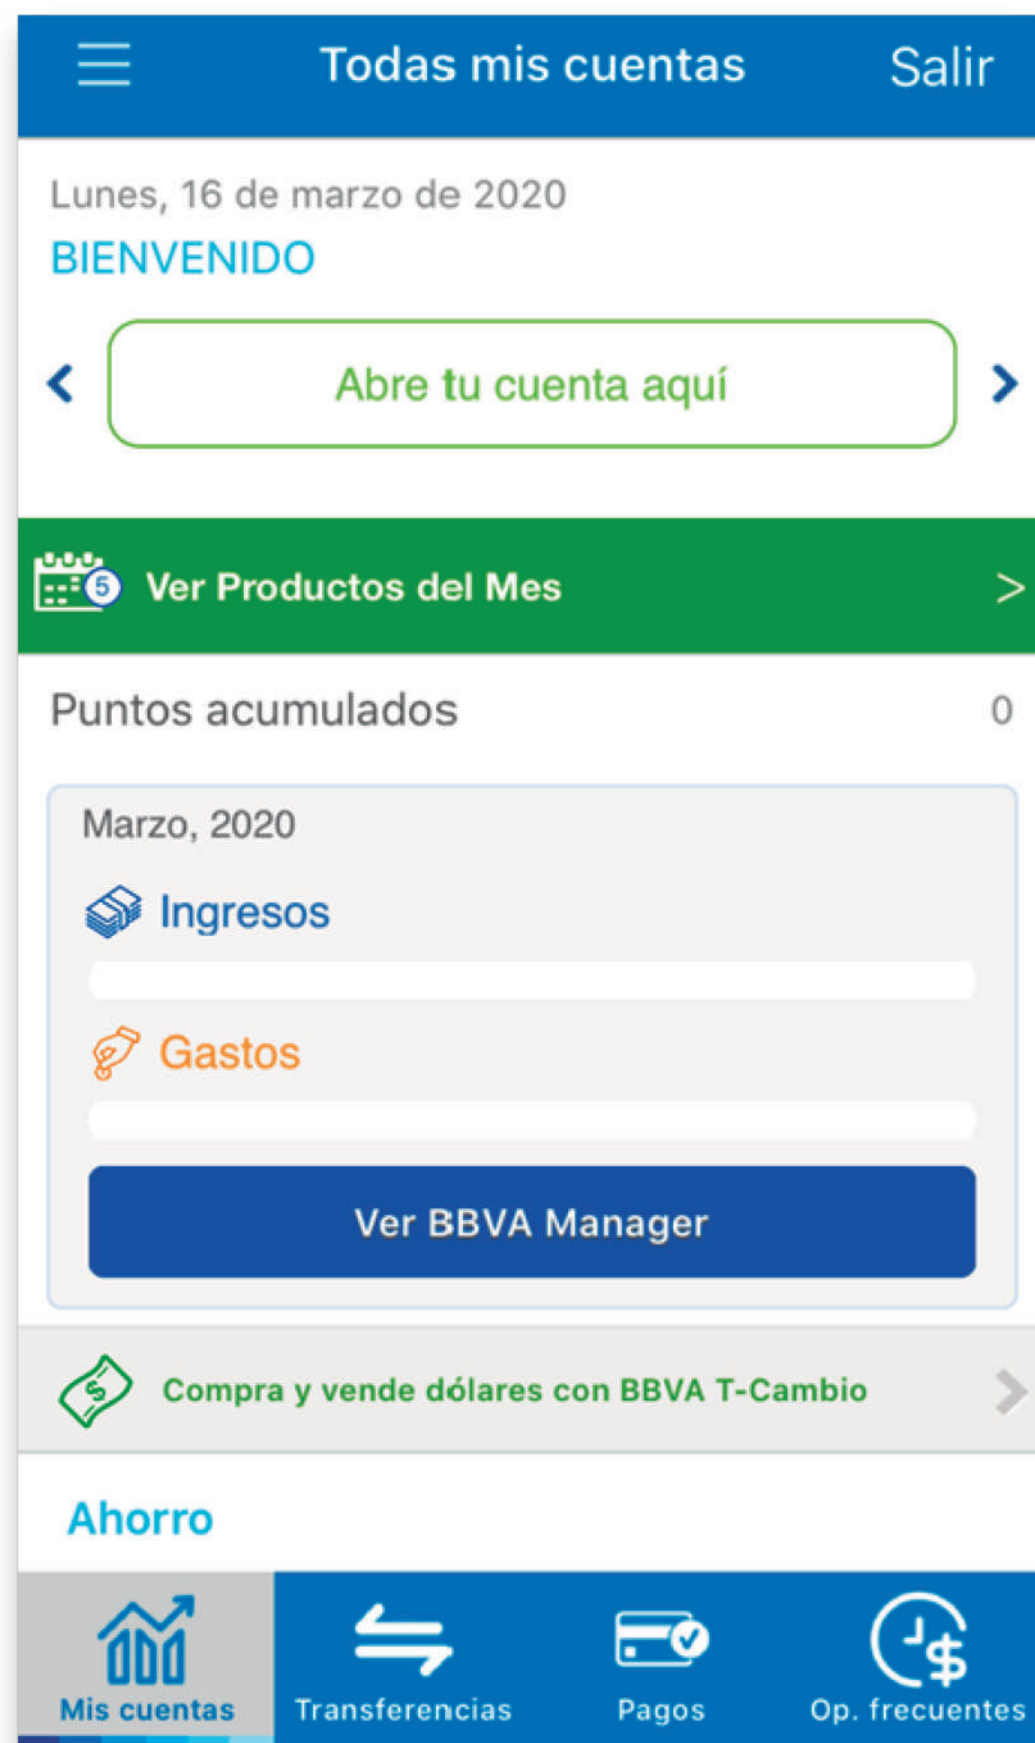 Todas mis cuentas Salir
Lunes, 16 de marzo de 2020
BIENVENIDO
Abre tu cuenta aquí
5 Ver Productos del Mes >
Puntos acumulados 0
Marzo, 2020
Ingresos
Gastos
Ver BBVA Manager
$ Compra y vende dólares con BBVA T-Cambio
Ahorro
$
Mis cuentas Transferencias Pagos Op. frecuentes